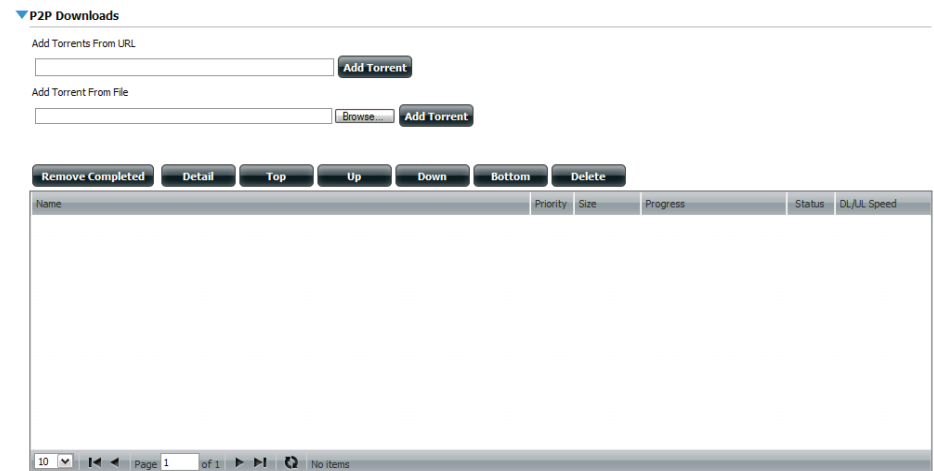 P2P Downloads
Add Torrents From URL
Add Torrent
Add Torrent From File
Browse... Add Torrent
Remove Completed Detail Top Up Down Bottom Delete
Name Priority Size Progress Status DL/UL Speed
10 Page 1 of 1 No items